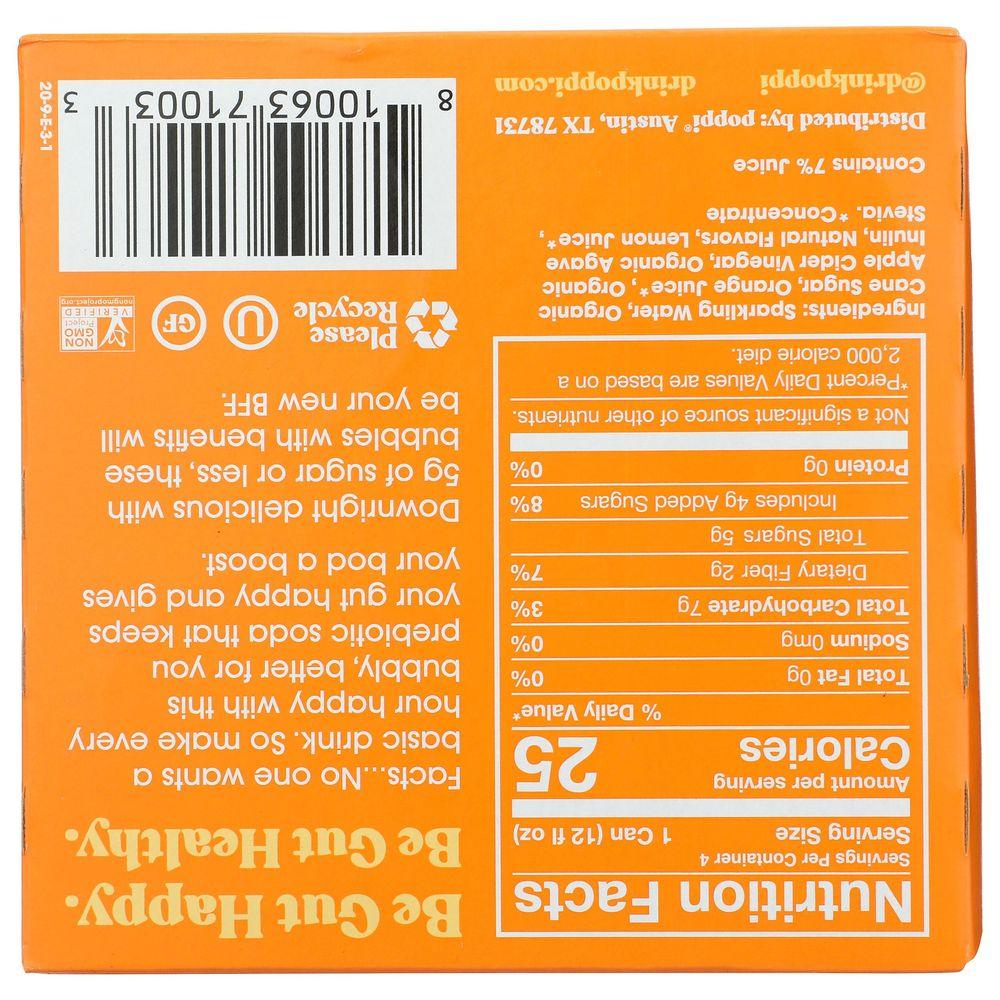 Be Gut Happy.
Be Gut Healthy.
Facts...No one wants a
basic drink. So make every
hour happy with this
bubbly, better for you
prebiotic soda that keeps
your gut happy and gives
your bod a boost.
Downright delicious with
5g of sugar or less, these
bubbles with benefits will
be your new BFF.
Please
Recycle
U
GF
NON
GMO
Project
VERIFIED
nongmoproject.org
8 10063 71003 3
20-9-F-3-1
Nutrition Facts
Servings Per Container 4
Serving Size 1 Can (12 fl oz)
Amount per serving
Calories 25
% Daily Value*
Total Fat 0g 0%
Sodium 0mg 0%
Total Carbohydrate 7g 3%
Dietary Fiber 2g 7%
Total Sugars 5g
Includes 4g Added Sugars 8%
Protein 0g 0%
Not a significant source of other nutrients.
*Percent Daily Values are based on a
2,000 calorie diet.
Ingredients: Sparkling Water, Organic
Cane Sugar, Orange Juice*, Organic
Apple Cider Vinegar, Organic Agave
Inulin, Natural Flavors, Lemon Juice*,
Stevia. *Concentrate
Contains 7% Juice
Distributed by: poppi® Austin, TX 78731
@drinkpoppi drinkpoppi.com